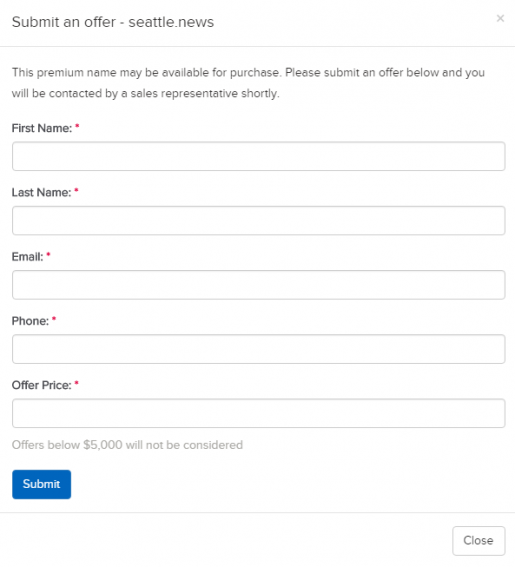 Submit an offer - seattle.news
×
This premium name may be available for purchase. Please submit an offer below and you
will be contacted by a sales representative shortly.
First Name: *
Last Name: *
Email: *
Phone: *
Offer Price: *
Offers below $5,000 will not be considered
Submit
Close